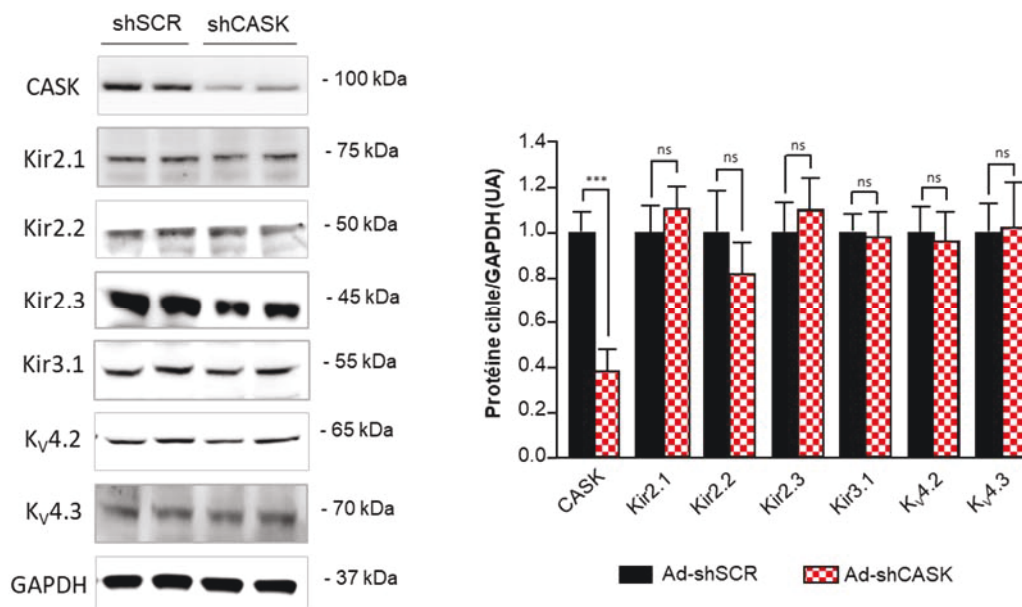 shSCR shCASK
CASK - 100 kDa
Kir2.1 - 75 kDa
Kir2.2 - 50 kDa
Kir2.3 - 45 kDa
Kir3.1 - 55 kDa
KV4.2 - 65 kDa
KV4.3 - 70 kDa
GAPDH - 37 kDa
Protéine cible/GAPDH (UA)
1.4
1.2
1.0
0.8
0.6
0.4
0.2
0.0
*** ns ns ns ns ns ns
CASK Kir2.1 Kir2.2 Kir2.3 Kir3.1 KV4.2 KV4.3
Ad-shSCR Ad-shCASK